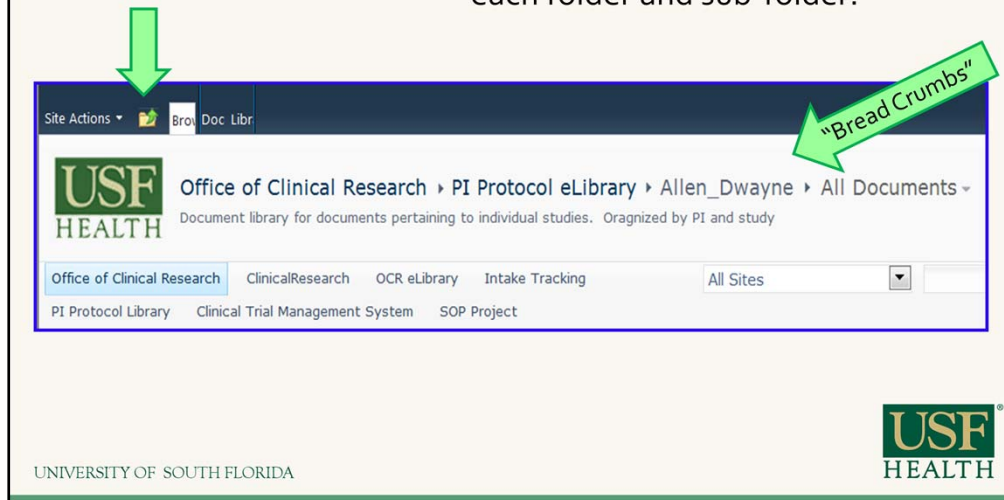 each folder and sub-folder.
"Bread Crumbs"
Site Actions Brow Doc Libr
USF
HEALTH
Office of Clinical Research ▸ PI Protocol eLibrary ▸ Allen_Dwayne ▸ All Documents
Document library for documents pertaining to individual studies. Oragnized by PI and study
Office of Clinical Research ClinicalResearch OCR eLibrary Intake Tracking All Sites
PI Protocol Library Clinical Trial Management System SOP Project
UNIVERSITY OF SOUTH FLORIDA
USF®
HEALTH